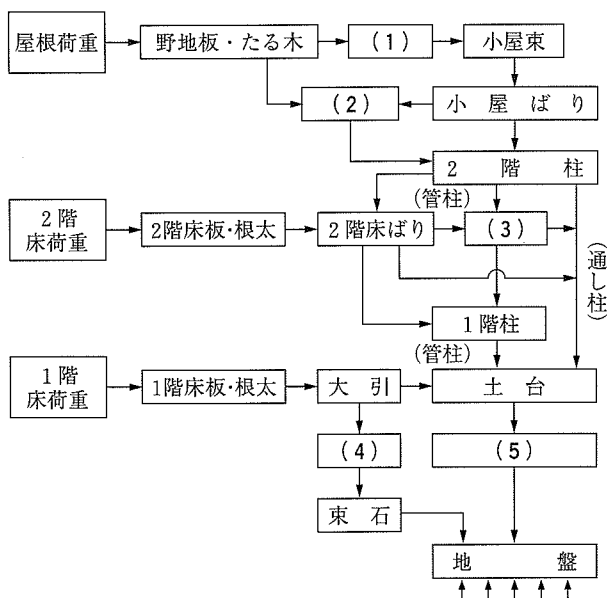 屋根荷重
野地板・たる木
(1)
小屋束
(2)
小屋ばり
2階柱
(管柱)
2階
床荷重
2階床板・根太
2階床ばり
(3)
(通し柱)
1階柱
(管柱)
1階
床荷重
1階床板・根太
大引
土台
(4)
(5)
束石
地盤